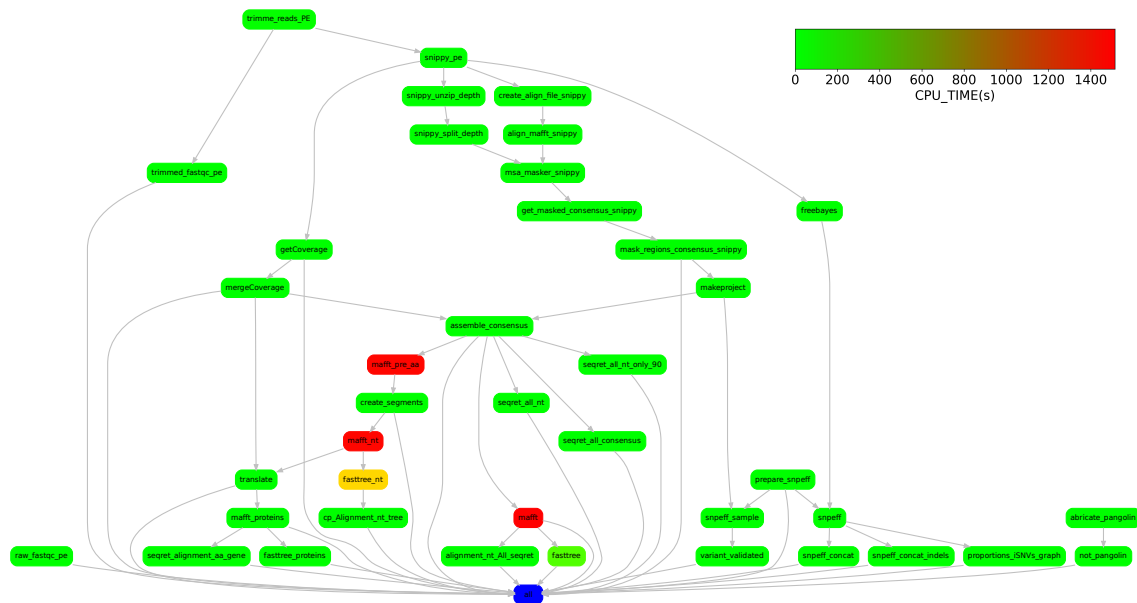 trimme_reads_PE
snippy_pe
snippy_unzip_depth
create_align_file_snippy
0 200 400 600 800 1000 1200 1400
CPU_TIME(s)
snippy_split_depth
align_mafft_snippy
trimmed_fastqc_pe
msa_masker_snippy
get_masked_consensus_snippy
freebayes
getCoverage
mask_regions_consensus_snippy
mergeCoverage
makeproject
assemble_consensus
mafft_pre_aa
seqret_all_nt_only_90
create_segments
seqret_all_nt
mafft_nt
seqret_all_consensus
translate
fasttree_nt
prepare_snpeff
mafft_proteins
cp_Alignment_nt_tree
mafft
snpeff_sample
snpeff
abricate_pangolin
raw_fastqc_pe
seqret_alignment_aa_gene
fasttree_proteins
alignment_nt_All_seqret
fasttree
variant_validated
snpeff_concat
snpeff_concat_indels
proportions_iSNVs_graph
not_pangolin
all